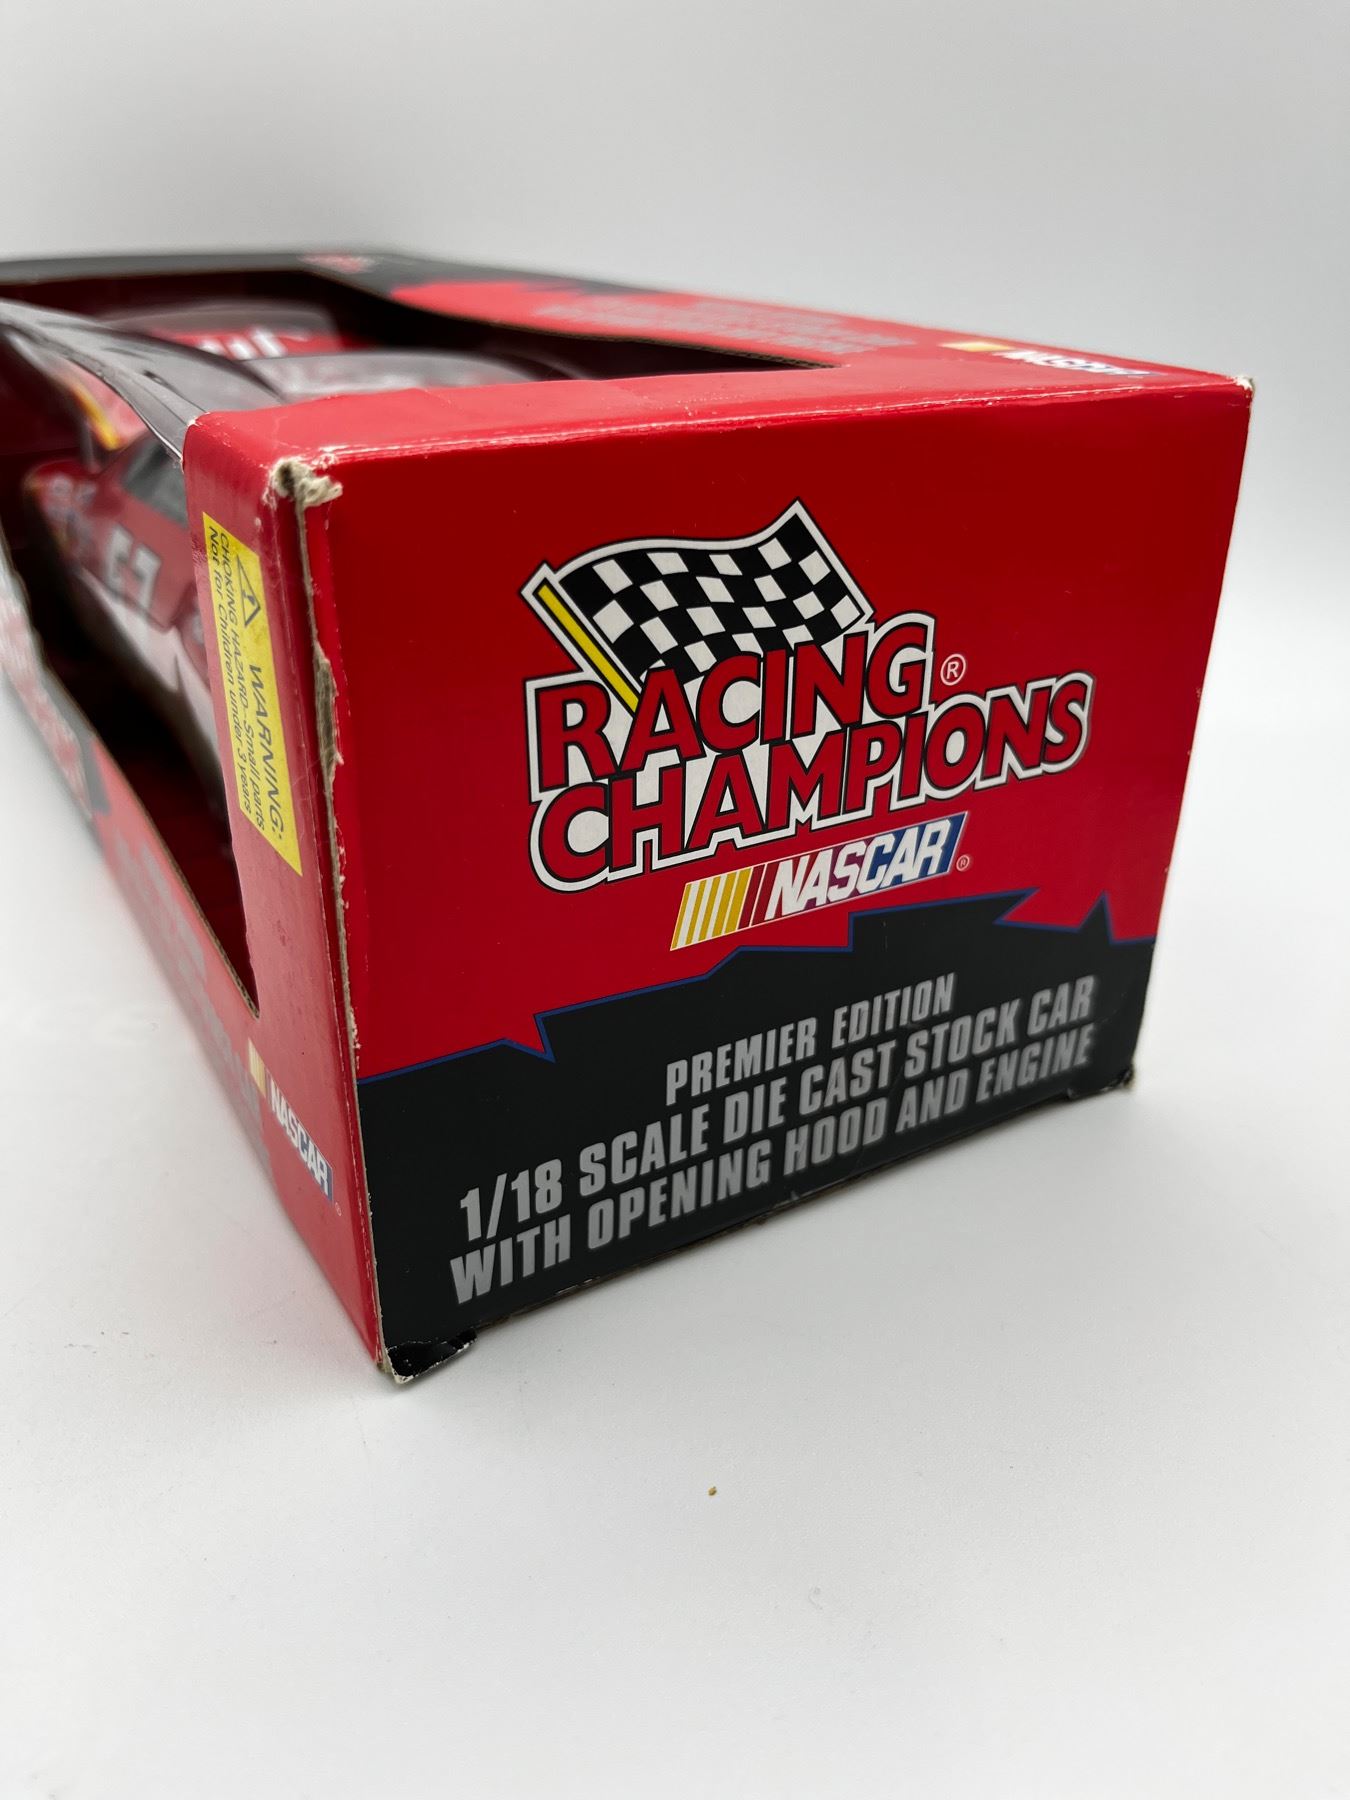 RACING®
CHAMPIONS
NASCAR®
PREMIER EDITION
1/18 SCALE DIE CAST STOCK CAR
WITH OPENING HOOD AND ENGINE
WARNING:
CHOKING HAZARD-Small parts
Not for Children under 3 years
NASCAR®
NASCAR